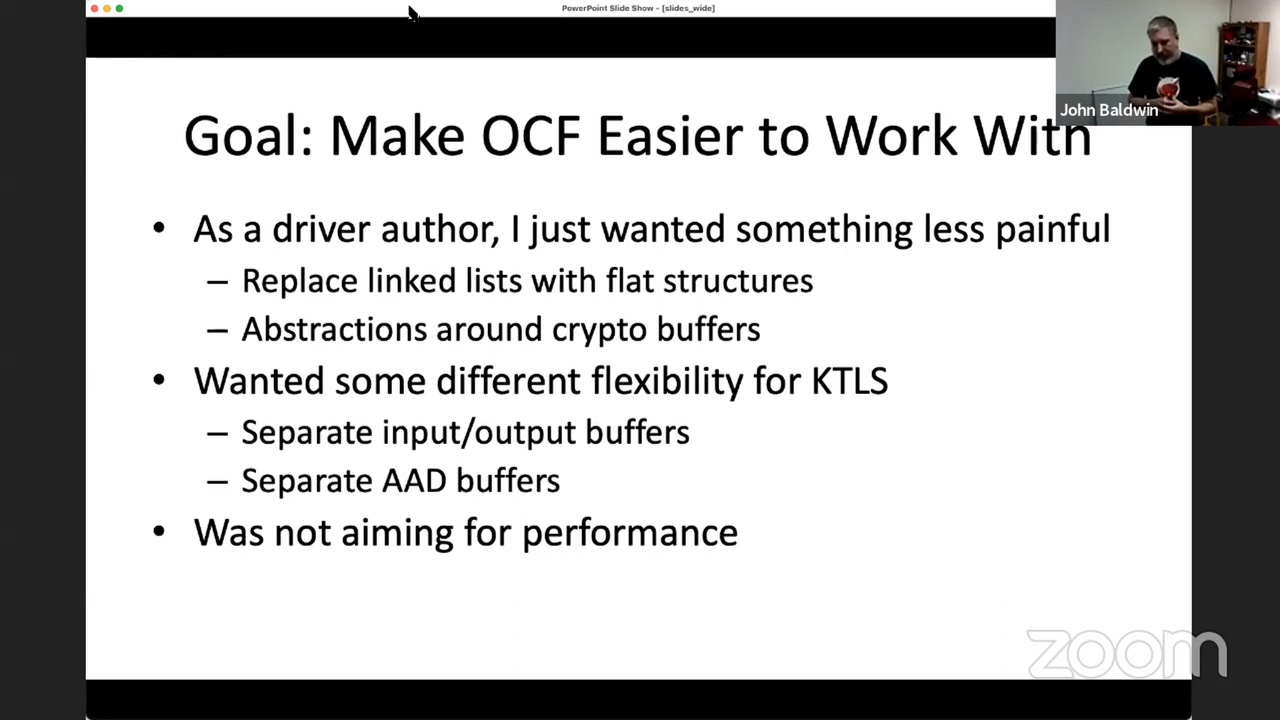 PowerPoint Slide Show - [slides_wide]
John Baldwin
Goal: Make OCF Easier to Work With
• As a driver author, I just wanted something less painful
– Replace linked lists with flat structures
– Abstractions around crypto buffers
• Wanted some different flexibility for KTLS
– Separate input/output buffers
– Separate AAD buffers
• Was not aiming for performance
zoom